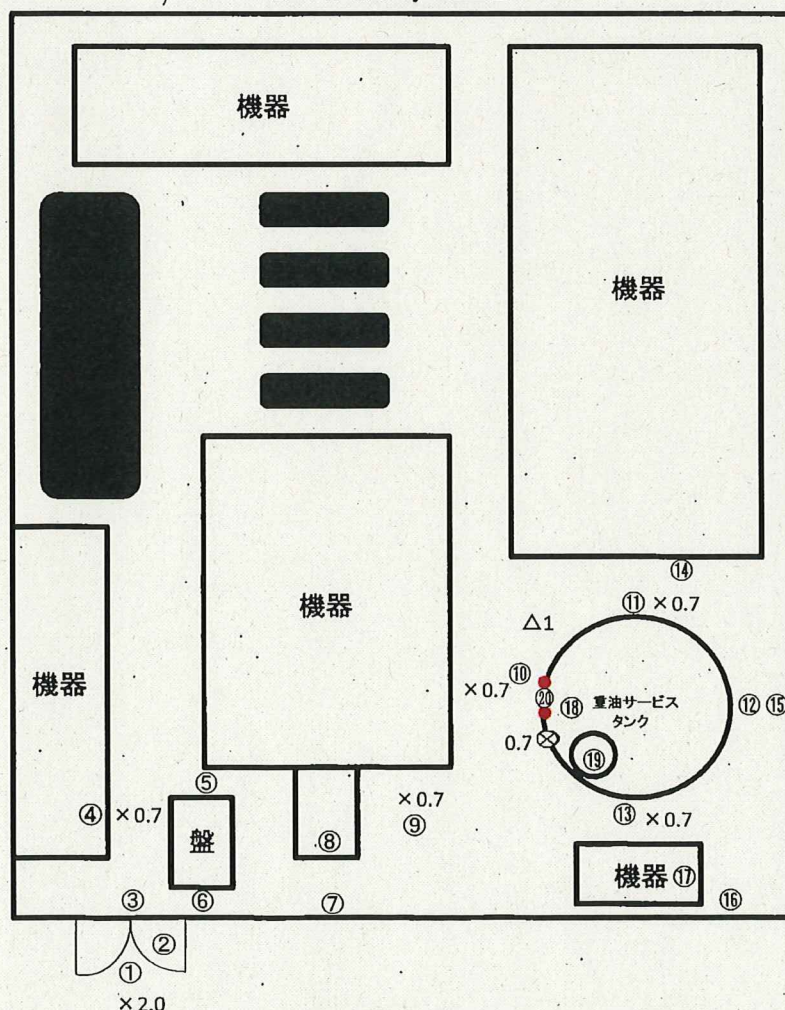 機器
機器
⑭
⑪ ×0.7
△1
機器
⑩
×0.7
⑳ ⑱ 重油サービス
タンク
⑫ ⑮
機器
0.7 ⊗
⑲
⑤
×0.7
④ ×0.7
⑨
⑬ ×0.7
盤
⑧
機器 ⑰
③ ⑥ ⑦ ⑯
②
①
×2.0